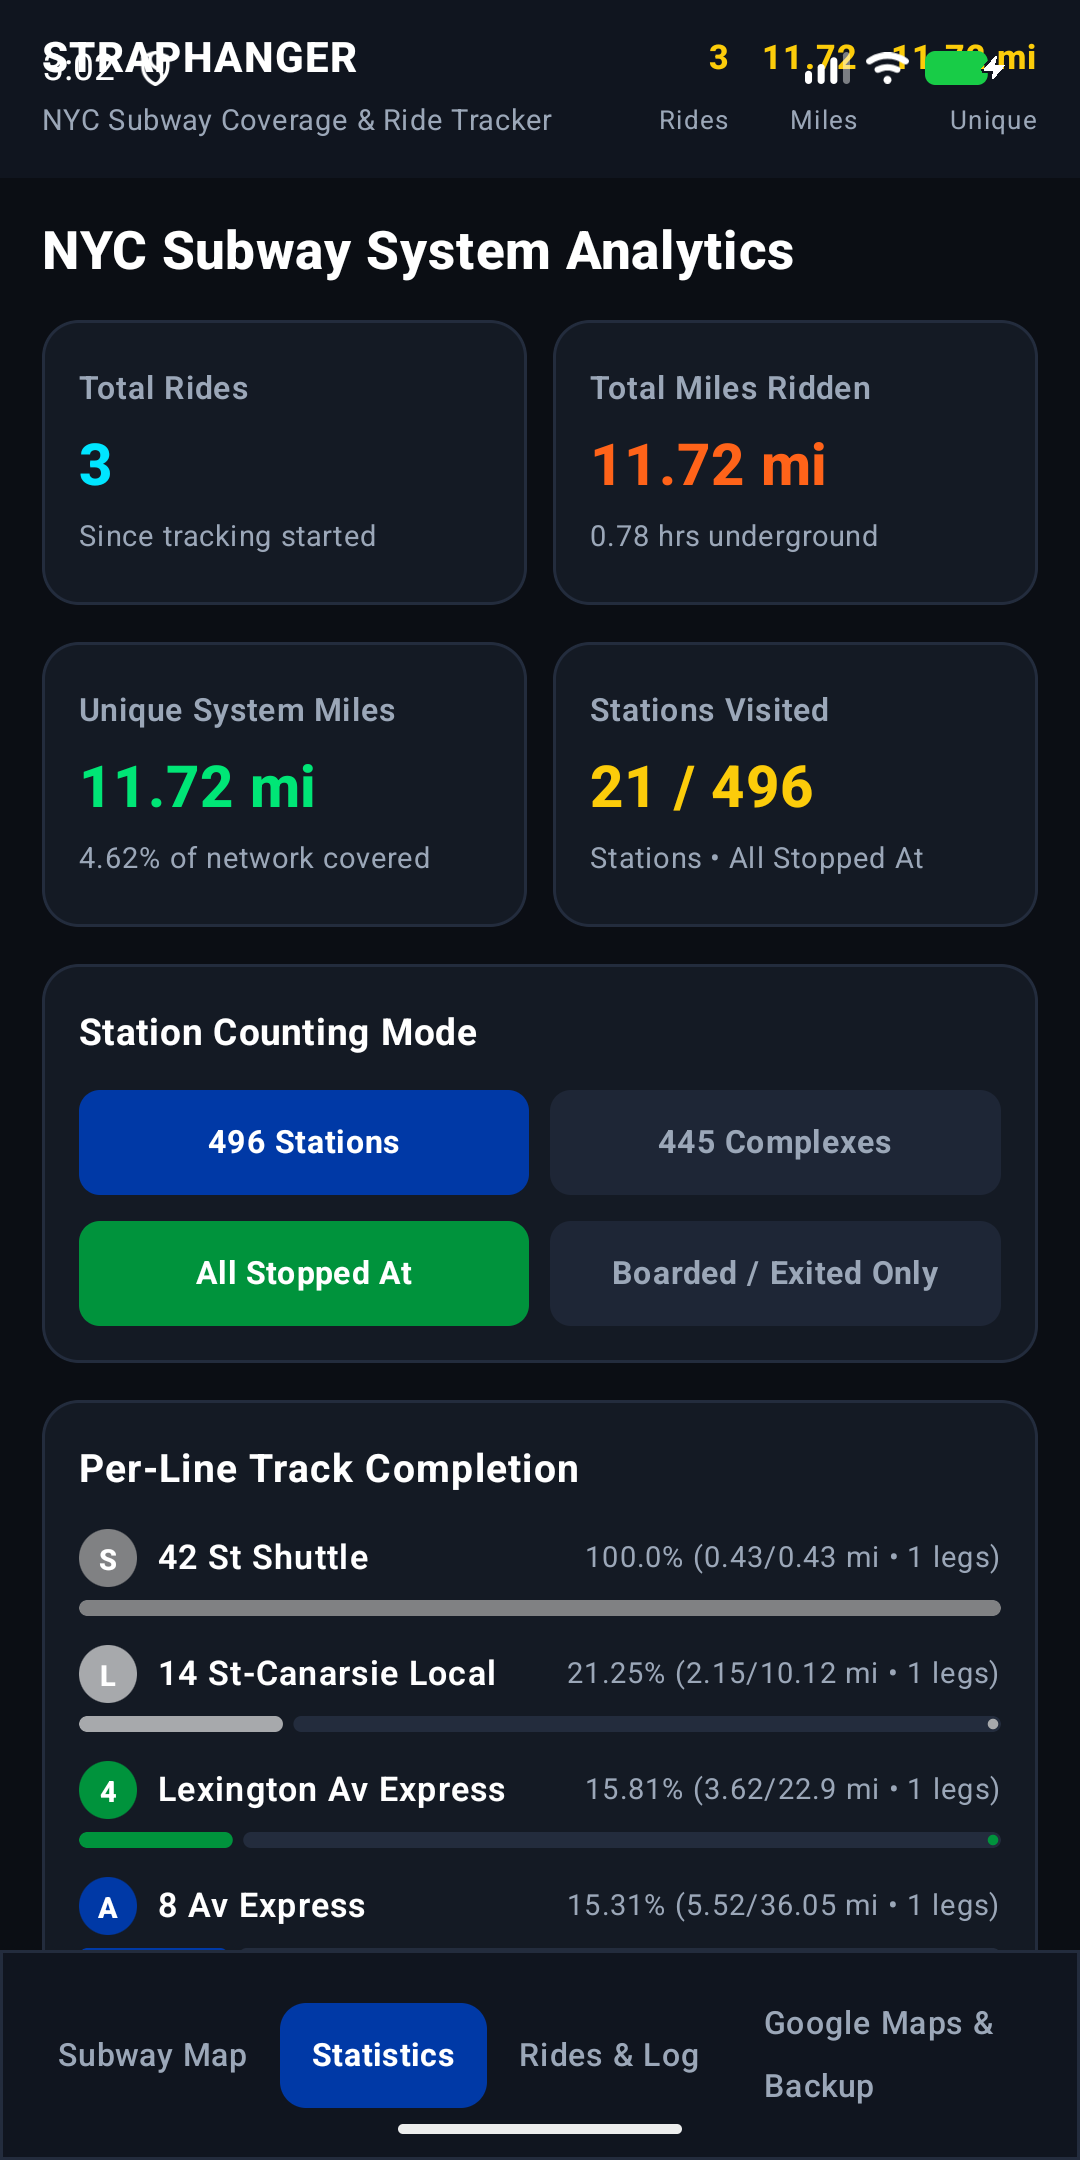 STRAPHANGER
3 11.72 11.72 mi
NYC Subway Coverage & Ride Tracker
Rides Miles Unique
NYC Subway System Analytics
Total Rides
3
Since tracking started
Total Miles Ridden
11.72 mi
0.78 hrs underground
Unique System Miles
11.72 mi
4.62% of network covered
Stations Visited
21 / 496
Stations • All Stopped At
Station Counting Mode
496 Stations
445 Complexes
All Stopped At
Boarded / Exited Only
Per-Line Track Completion
S 42 St Shuttle 100.0% (0.43/0.43 mi • 1 legs)
L 14 St-Canarsie Local 21.25% (2.15/10.12 mi • 1 legs)
4 Lexington Av Express 15.81% (3.62/22.9 mi • 1 legs)
A 8 Av Express 15.31% (5.52/36.05 mi • 1 legs)
Subway Map
Statistics
Rides & Log
Google Maps &
Backup